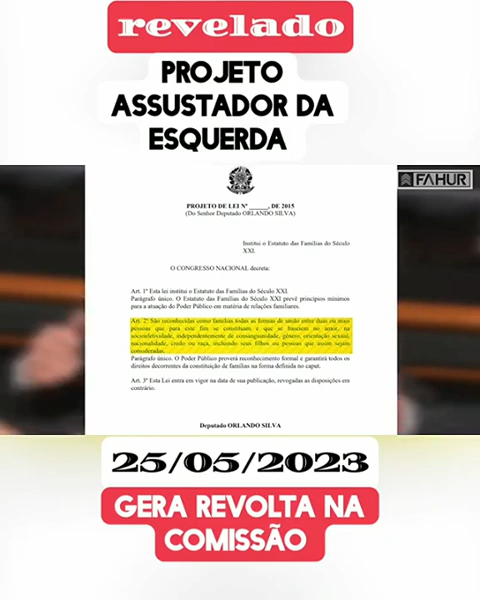 revelado
PROJETO
ASSUSTADOR DA
ESQUERDA
FAHUR
PROJETO DE LEI Nº ______, DE 2015
(Do Senhor Deputado ORLANDO SILVA)
Institui o Estatuto das Famílias do Século
XXI.
O CONGRESSO NACIONAL decreta:
Art. 1º Esta lei institui o Estatuto das Famílias do Século XXI.
Parágrafo único. O Estatuto das Famílias do Século XXI prevê princípios mínimos
para a atuação do Poder Público em matéria de relações familiares.
Art. 2º São reconhecidas como famílias todas as formas de união entre duas ou mais
pessoas que para este fim se constituam e que se baseiem no amor, na
socioafetividade, independentemente de consanguinidade, gênero, orientação sexual,
nacionalidade, credo ou raça, incluindo seus filhos ou pessoas que assim sejam
consideradas.
Parágrafo único. O Poder Público proverá reconhecimento formal e garantirá todos os
direitos decorrentes da constituição de famílias na forma definida no caput.
Art. 3º Esta Lei entra em vigor na data de sua publicação, revogadas as disposições em
contrário.
Deputado ORLANDO SILVA
25/05/2023
GERA REVOLTA NA
COMISSÃO